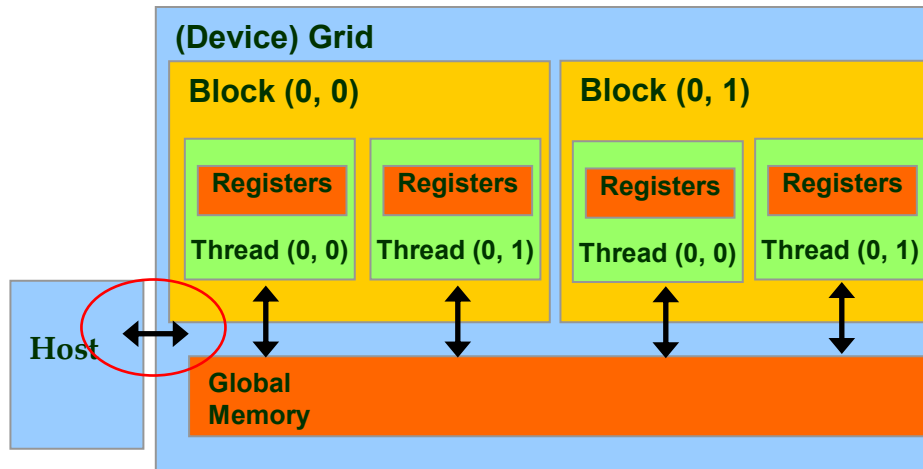 (Device) Grid
Block (0, 0)
Block (0, 1)
Registers
Registers
Registers
Registers
Thread (0, 0)
Thread (0, 1)
Thread (0, 0)
Thread (0, 1)
Host
Global
Memory